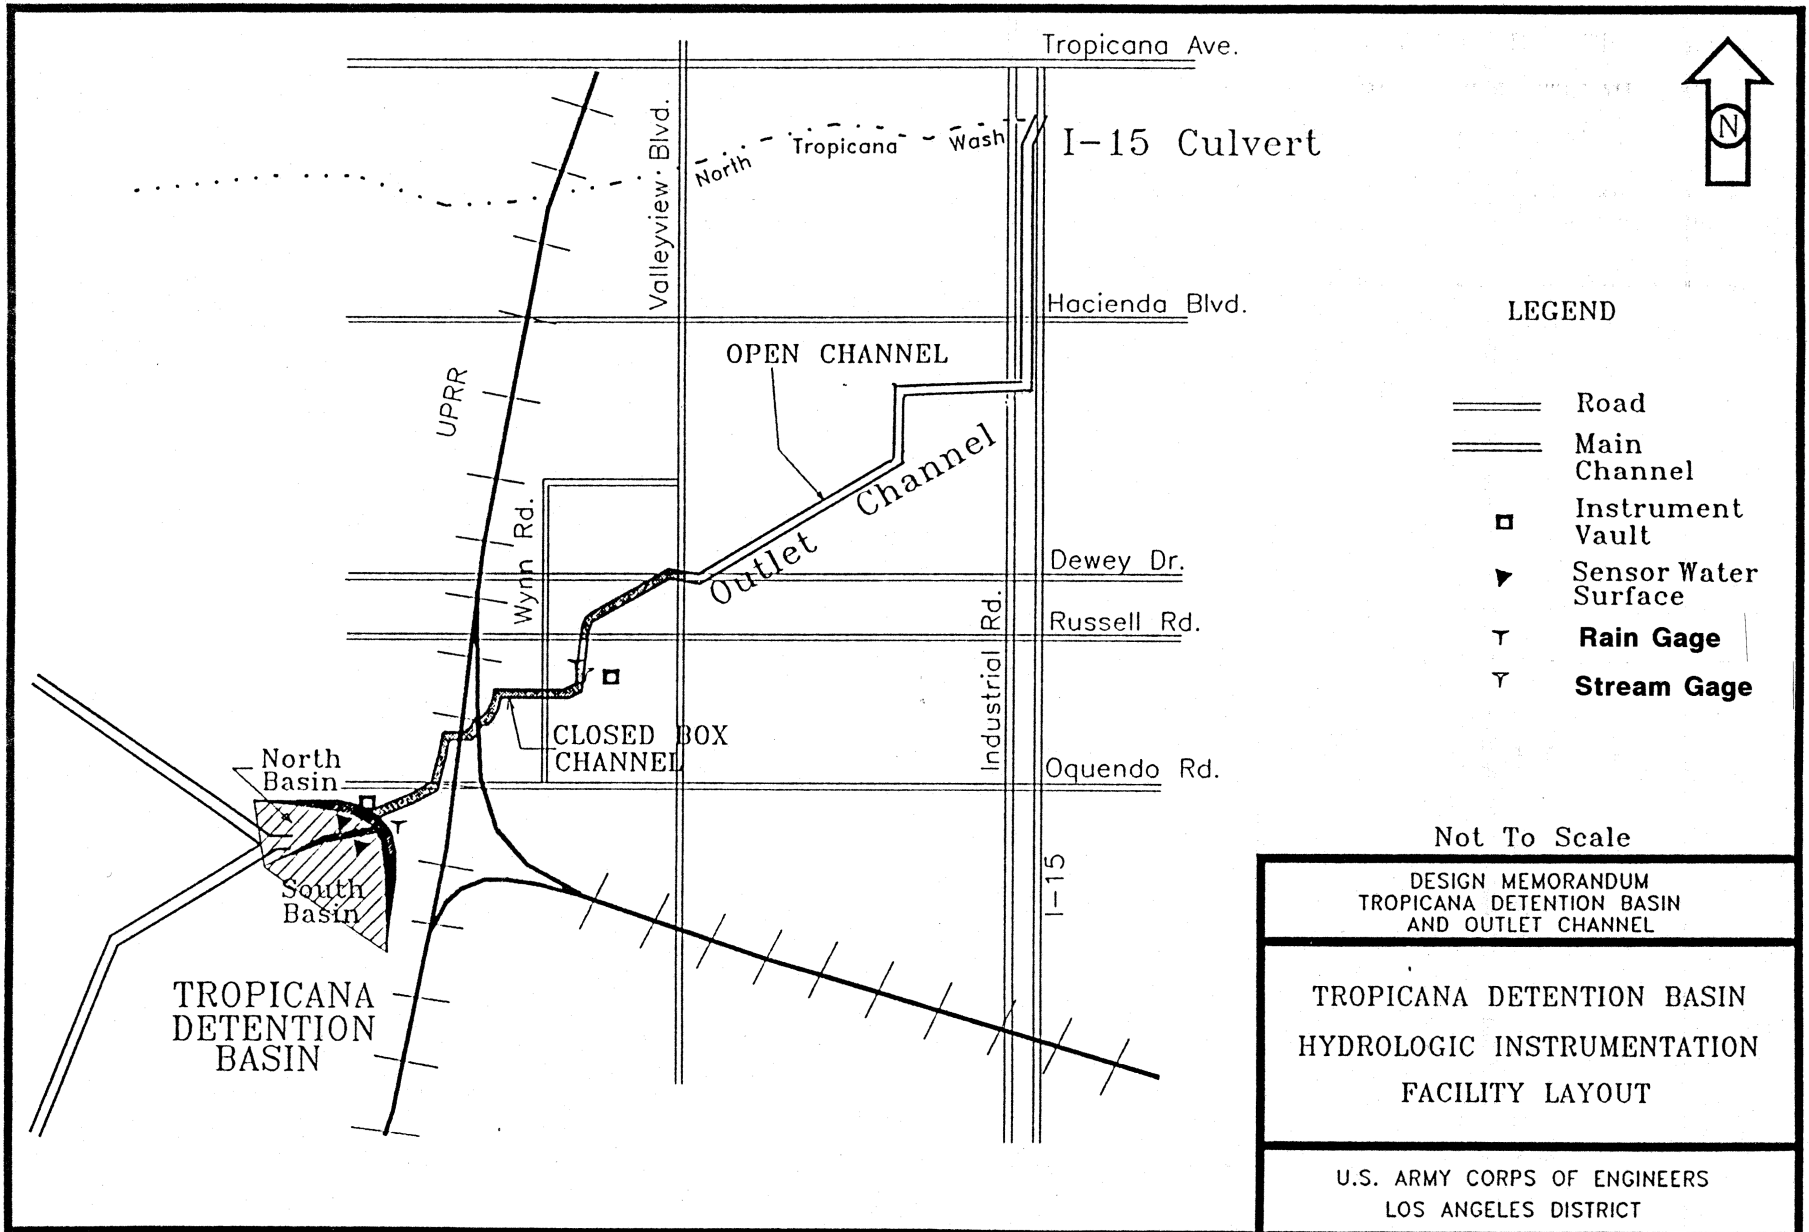 Tropicana Ave.
I-15 Culvert
N
Valleyview Blvd.
North
Tropicana
Wash
Hacienda Blvd.
OPEN CHANNEL
UPRR
Outlet Channel
Wynn Rd.
Dewey Dr.
Russell Rd.
Industrial Rd.
CLOSED BOX
CHANNEL
Oquendo Rd.
North
Basin
South
Basin
I-15
TROPICANA
DETENTION
BASIN
LEGEND
Road
Main
Channel
Instrument
Vault
Sensor Water
Surface
Rain Gage
Stream Gage
Not To Scale
DESIGN MEMORANDUM
TROPICANA DETENTION BASIN
AND OUTLET CHANNEL
TROPICANA DETENTION BASIN
HYDROLOGIC INSTRUMENTATION
FACILITY LAYOUT
U.S. ARMY CORPS OF ENGINEERS
LOS ANGELES DISTRICT